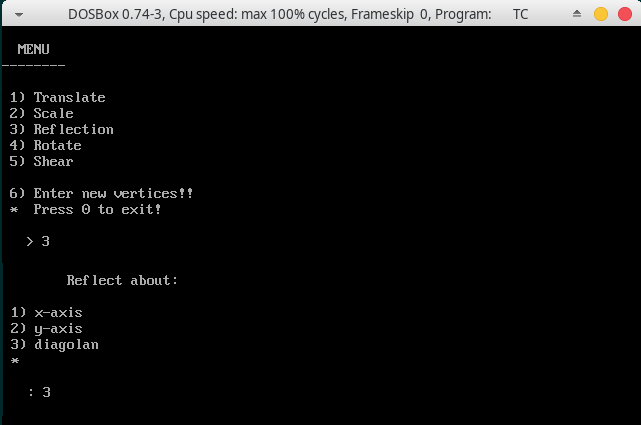 DOSBox 0.74-3, Cpu speed: max 100% cycles, Frameskip 0, Program: TC
MENU
--------
1) Translate
2) Scale
3) Reflection
4) Rotate
5) Shear
6) Enter new vertices!!
* Press 0 to exit!
> 3
Reflect about:
1) x-axis
2) y-axis
3) diagolan
*
: 3